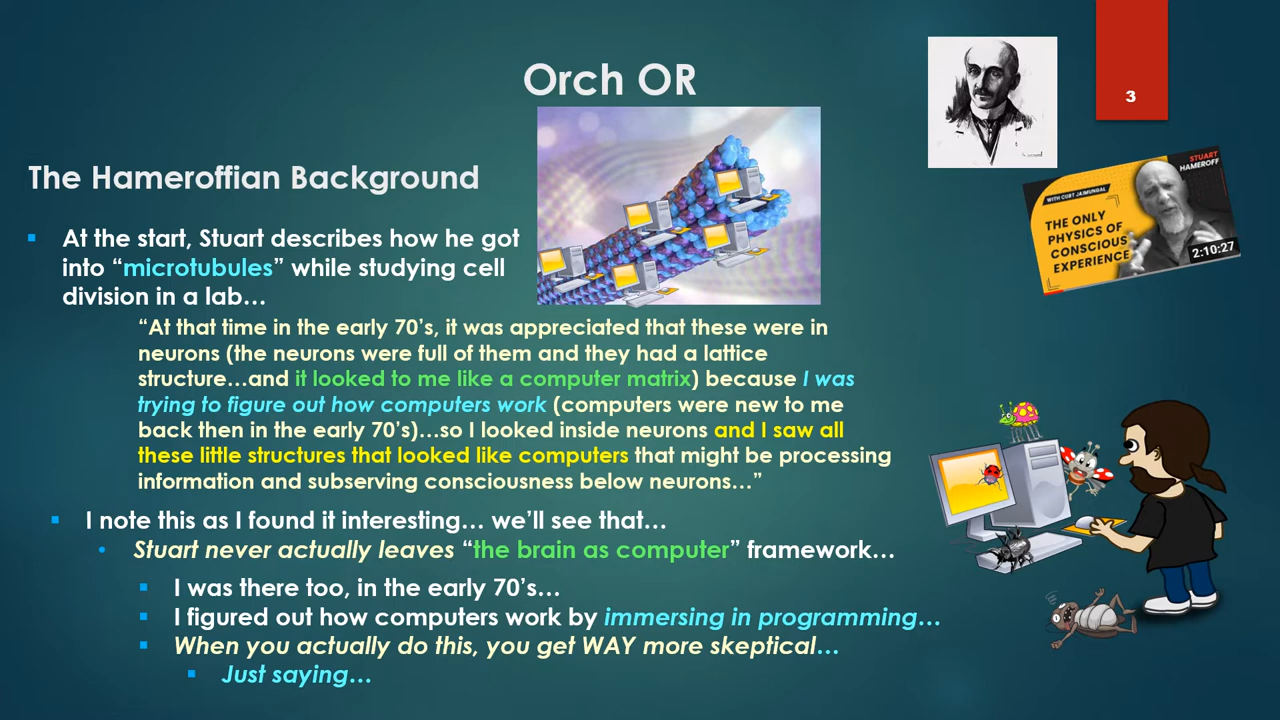 Orch OR
3
The Hameroffian Background
At the start, Stuart describes how he got
into “microtubules” while studying cell
division in a lab…
“At that time in the early 70’s, it was appreciated that these were in
neurons (the neurons were full of them and they had a lattice
structure…and it looked to me like a computer matrix) because I was
trying to figure out how computers work (computers were new to me
back then in the early 70’s)…so I looked inside neurons and I saw all
these little structures that looked like computers that might be processing
information and subserving consciousness below neurons…”
I note this as I found it interesting… we’ll see that…
Stuart never actually leaves “the brain as computer” framework…
I was there too, in the early 70’s…
I figured out how computers work by immersing in programming…
When you actually do this, you get WAY more skeptical…
Just saying…
STUART
HAMEROFF
WITH CURT JAIMUNGAL
THE ONLY
PHYSICS OF
CONSCIOUS
EXPERIENCE
2:10:27